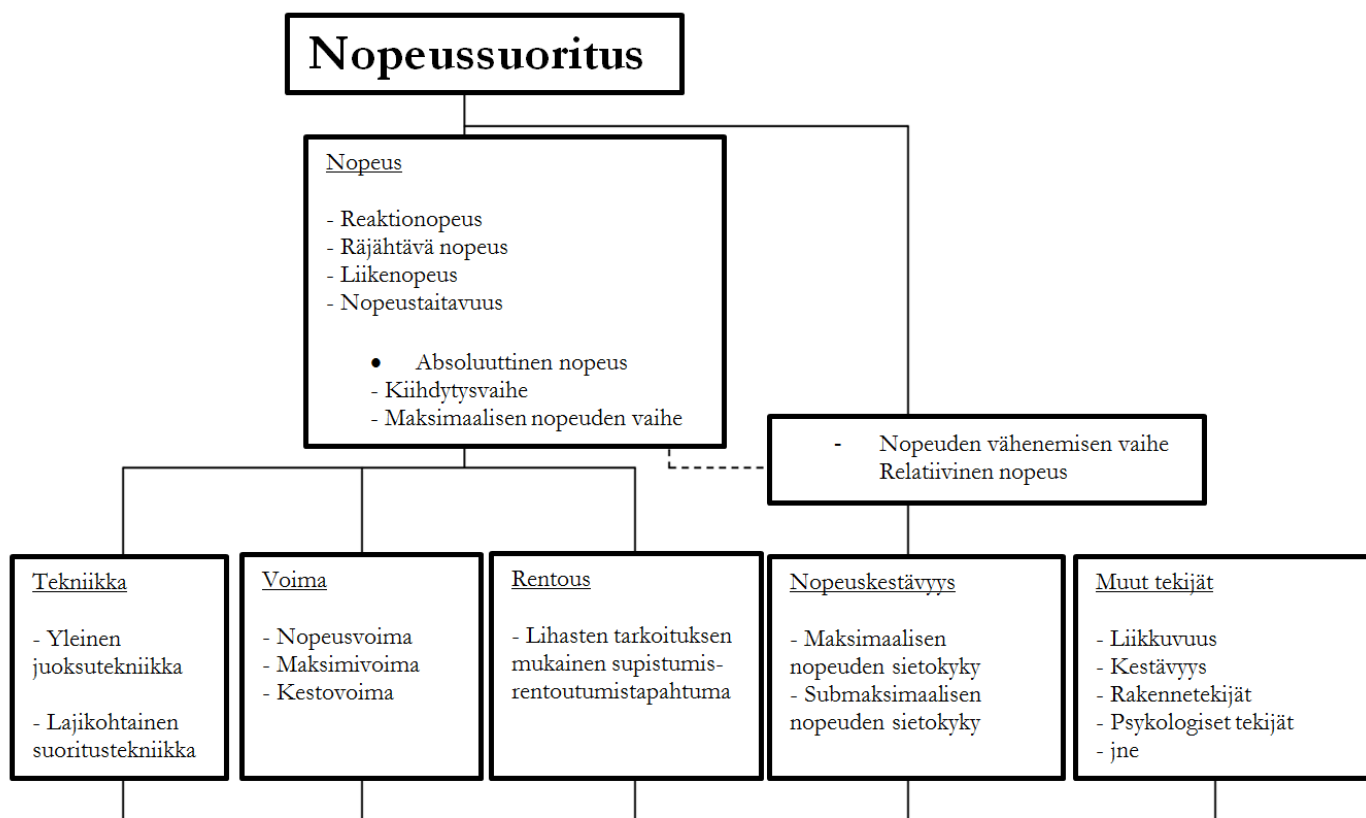 Nopeussuoritus
Nopeus
- Reaktionopeus
- Räjähtävä nopeus
- Liikenopeus
- Nopeustaitavuus
● Absoluuttinen nopeus
- Kiihdytysvaihe
- Maksimaalisen nopeuden vaihe
- Nopeuden vähenemisen vaihe
Relatiivinen nopeus
Tekniikka
- Yleinen
juoksutekniikka
- Lajikohtainen
suoritustekniikka
Voima
- Nopeusvoima
- Maksimivoima
- Kestovoima
Rentous
- Lihasten tarkoituksen
mukainen supistumis-
rentoutumistapahtuma
Nopeuskestävyys
- Maksimaalisen
nopeuden sietokyky
- Submaksimaalisen
nopeuden sietokyky
Muut tekijät
- Liikkuvuus
- Kestävyys
- Rakennetekijät
- Psykologiset tekijät
- jne